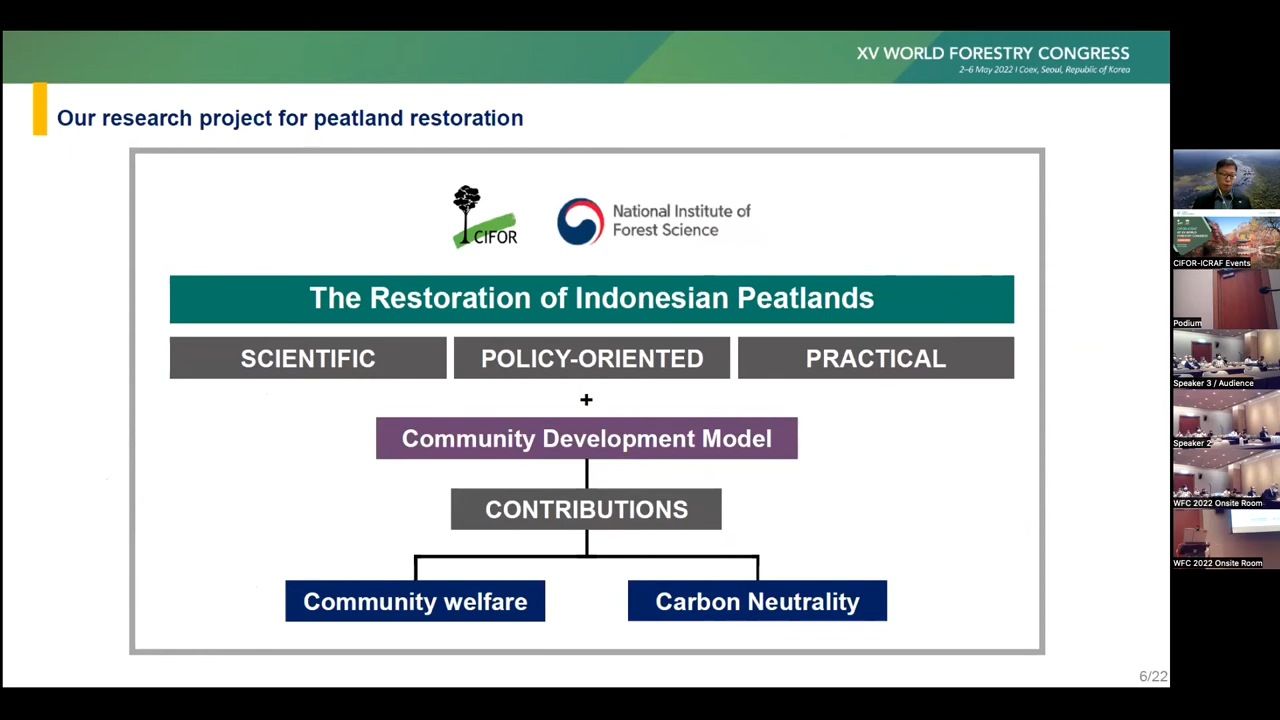 XV WORLD FORESTRY CONGRESS
2–6 May 2022 I Coex, Seoul, Republic of Korea
Our research project for peatland restoration
CIFOR
National Institute of
Forest Science
The Restoration of Indonesian Peatlands
SCIENTIFIC
POLICY-ORIENTED
PRACTICAL
+
Community Development Model
CONTRIBUTIONS
Community welfare
Carbon Neutrality
6/22
CIFOR-ICRAF Events
Podium
Speaker 3 / Audience
Speaker 2
WFC 2022 Onsite Room
WFC 2022 Onsite Room